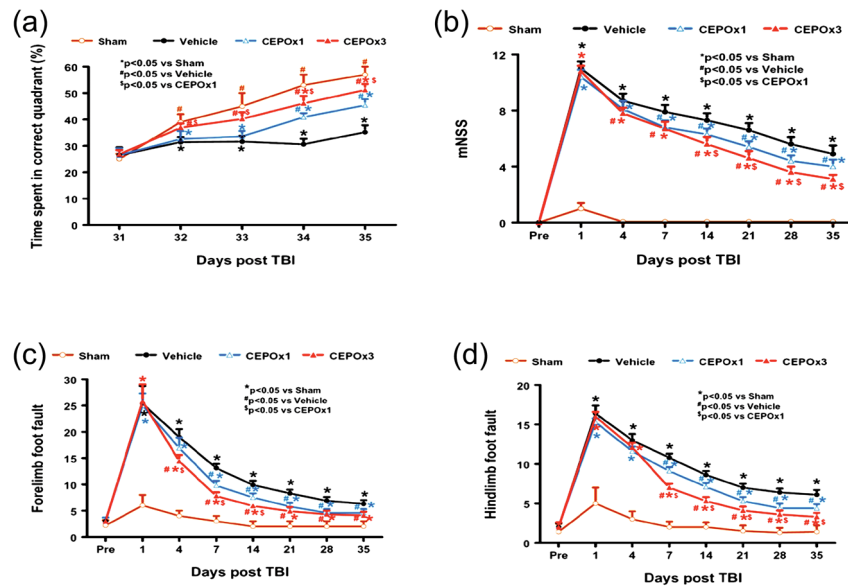 (a)
Sham Vehicle CEPOx1 CEPOx3
*p<0.05 vs Sham
#p<0.05 vs Vehicle
$p<0.05 vs CEPOx1
Time spent in correct quadrant (%)
60
50
40
30
20
10
0
31 32 33 34 35
Days post TBI
(b)
Sham Vehicle CEPOx1 CEPOx3
*p<0.05 vs Sham
#p<0.05 vs Vehicle
$p<0.05 vs CEPOx1
mNSS
12
8
4
0
Pre 1 4 7 14 21 28 35
Days post TBI
(c)
Sham Vehicle CEPOx1 CEPOx3
*p<0.05 vs Sham
#p<0.05 vs Vehicle
$p<0.05 vs CEPOx1
Forelimb foot fault
30
25
20
15
10
5
0
Pre 1 4 7 14 21 28 35
Days post TBI
(d)
Sham Vehicle CEPOx1 CEPOx3
*p<0.05 vs Sham
#p<0.05 vs Vehicle
$p<0.05 vs CEPOx1
Hindlimb foot fault
20
15
10
5
0
Pre 1 4 7 14 21 28 35
Days post TBI